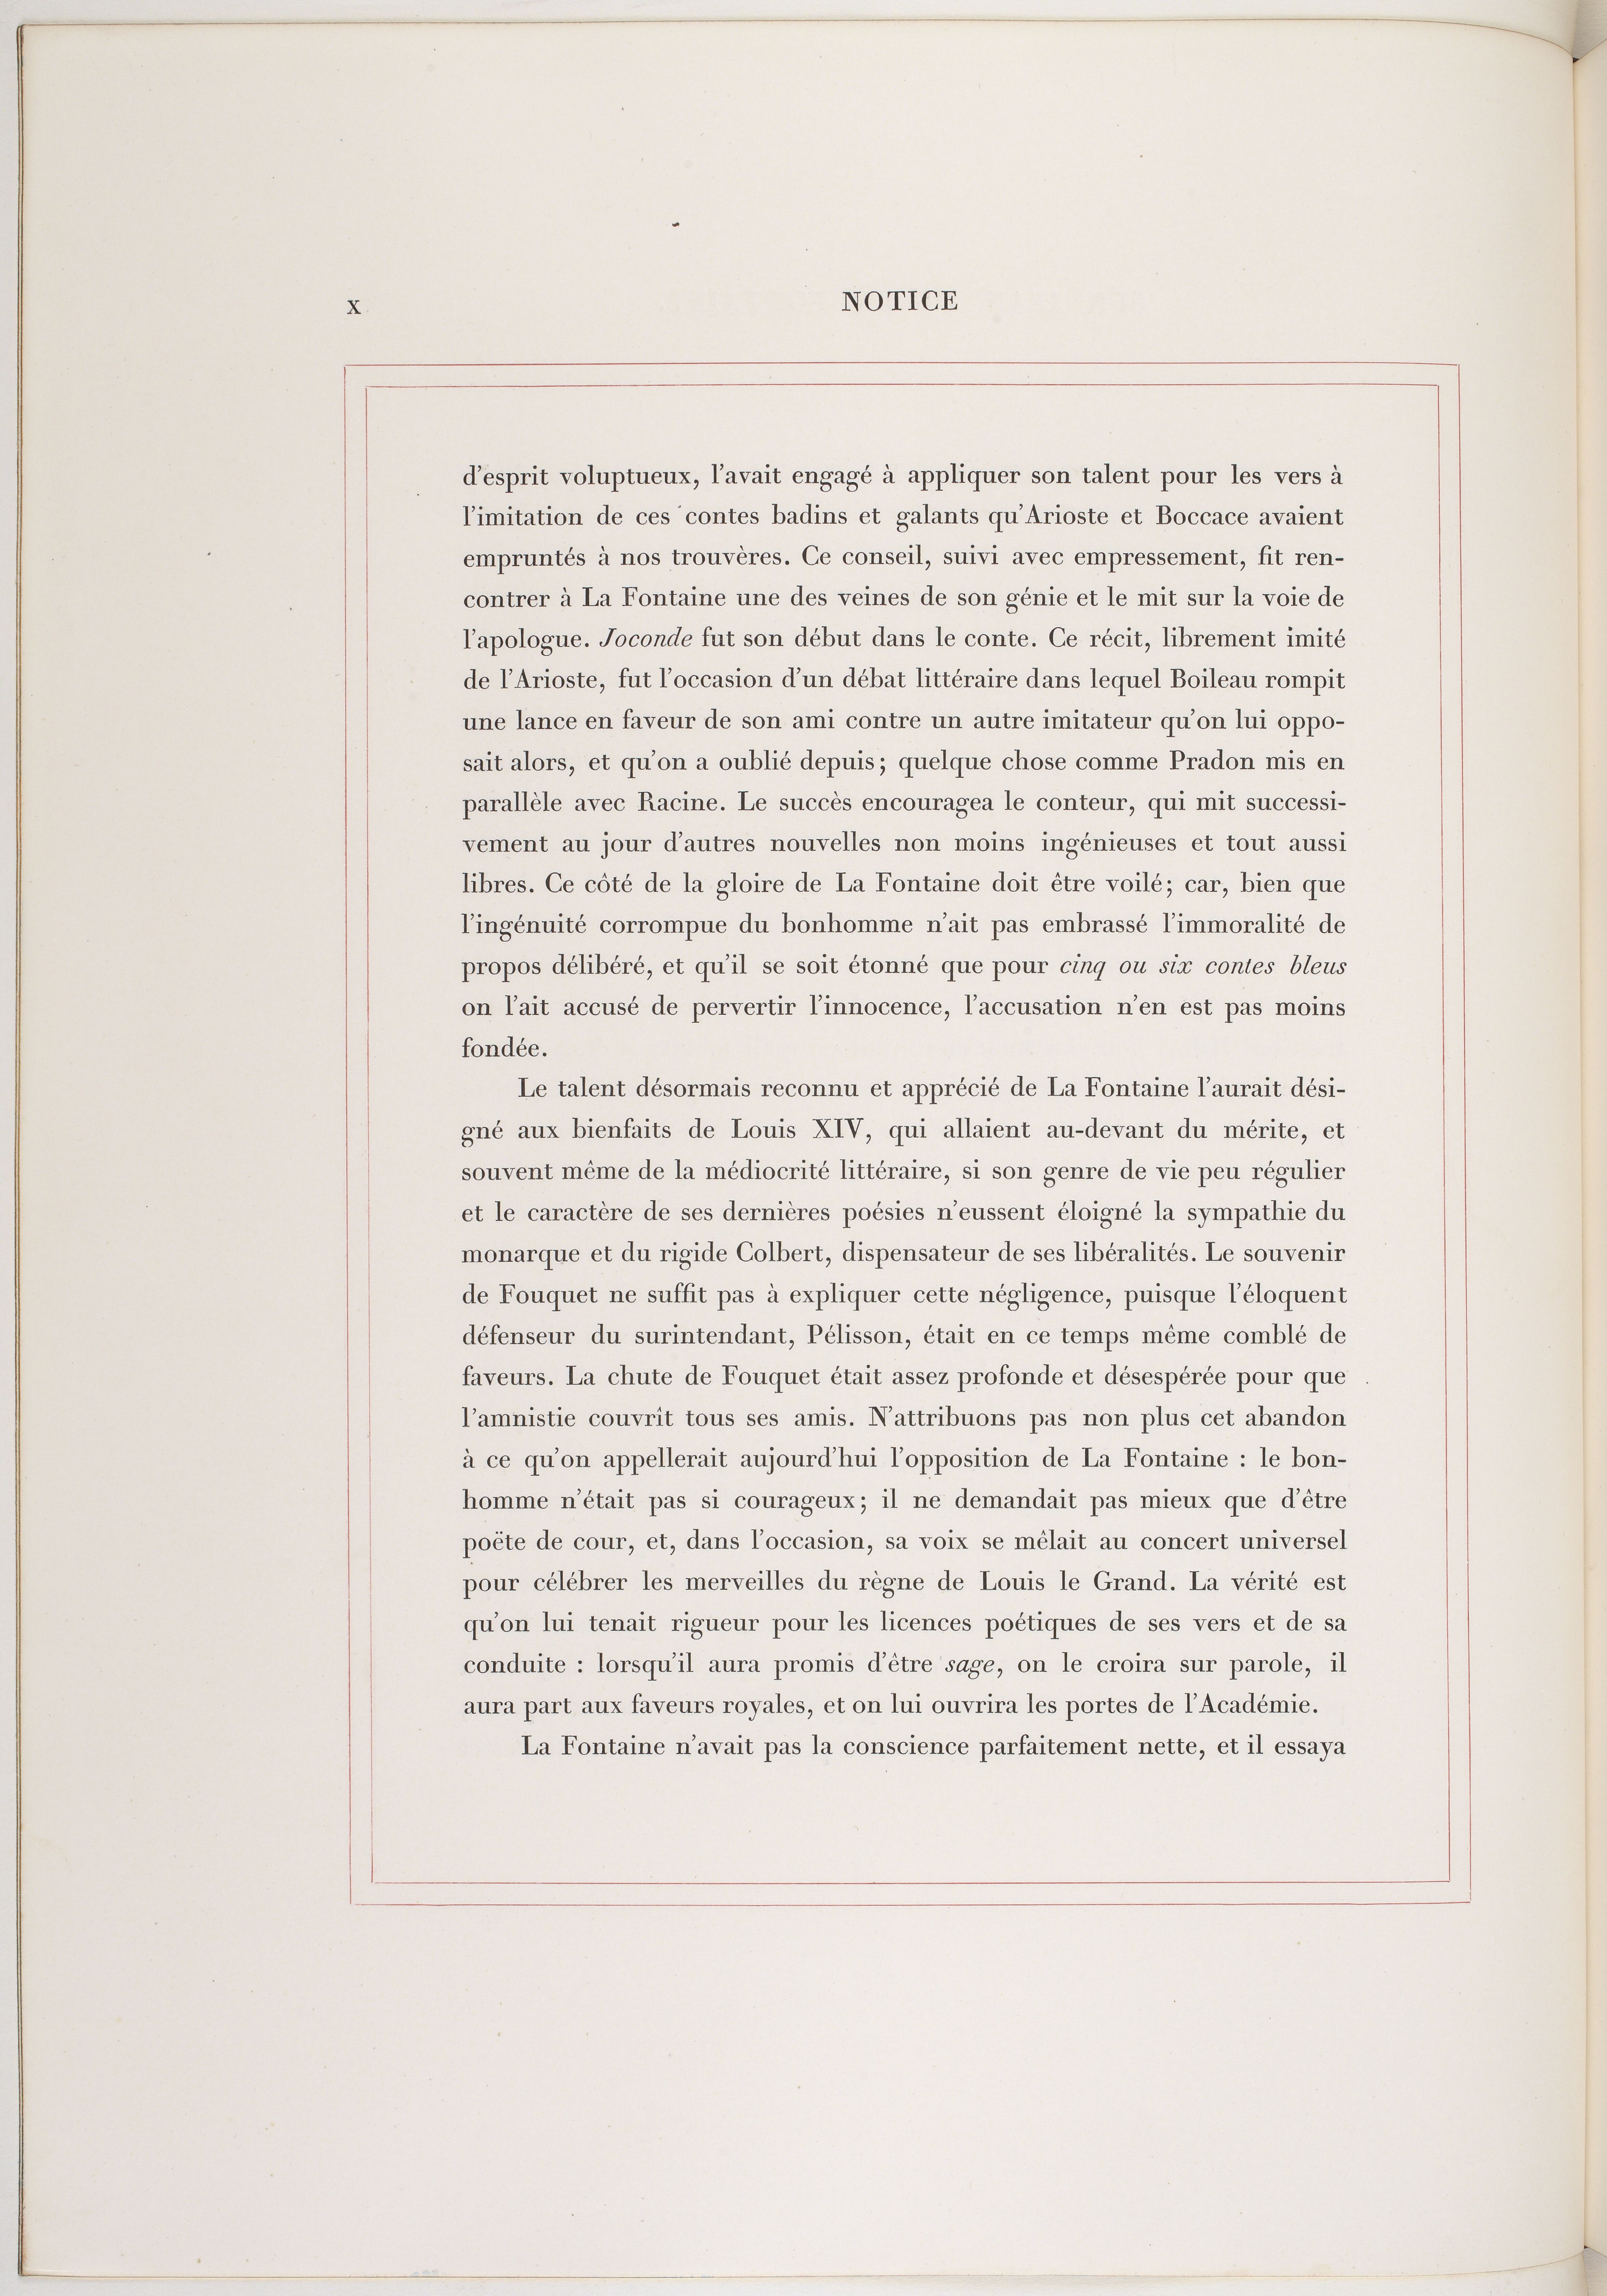 x
NOTICE
d'esprit voluptueux, l'avait engagé à appliquer son talent pour les vers à
l'imitation de ces contes badins et galants qu'Arioste et Boccace avaient
empruntés à nos trouvères. Ce conseil, suivi avec empressement, fit ren-
contrer à La Fontaine une des veines de son génie et le mit sur la voie de
l'apologue. Joconde fut son début dans le conte. Ce récit, librement imité
de l'Arioste, fut l'occasion d'un débat littéraire dans lequel Boileau rompit
une lance en faveur de son ami contre un autre imitateur qu'on lui oppo-
sait alors, et qu'on a oublié depuis; quelque chose comme Pradon mis en
parallèle avec Racine. Le succès encouragea le conteur, qui mit successi-
vement au jour d'autres nouvelles non moins ingénieuses et tout aussi
libres. Ce côté de la gloire de La Fontaine doit être voilé; car, bien que
l'ingénuité corrompue du bonhomme n'ait pas embrassé l'immoralité de
propos délibéré, et qu'il se soit étonné que pour cinq ou six contes bleus
on l'ait accusé de pervertir l'innocence, l'accusation n'en est pas moins
fondée.
Le talent désormais reconnu et apprécié de La Fontaine l'aurait dési-
gné aux bienfaits de Louis XIV, qui allaient au-devant du mérite, et
souvent même de la médiocrité littéraire, si son genre de vie peu régulier
et le caractère de ses dernières poésies n'eussent éloigné la sympathie du
monarque et du rigide Colbert, dispensateur de ses libéralités. Le souvenir
de Fouquet ne suffit pas à expliquer cette négligence, puisque l'éloquent
défenseur du surintendant, Pélisson, était en ce temps même comblé de
faveurs. La chute de Fouquet était assez profonde et désespérée pour que
l'amnistie couvrît tous ses amis. N'attribuons pas non plus cet abandon
à ce qu'on appellerait aujourd'hui l'opposition de La Fontaine : le bon-
homme n'était pas si courageux; il ne demandait pas mieux que d'être
poëte de cour, et, dans l'occasion, sa voix se mêlait au concert universel
pour célébrer les merveilles du règne de Louis le Grand. La vérité est
qu'on lui tenait rigueur pour les licences poétiques de ses vers et de sa
conduite : lorsqu'il aura promis d'être sage, on le croira sur parole, il
aura part aux faveurs royales, et on lui ouvrira les portes de l'Académie.
La Fontaine n'avait pas la conscience parfaitement nette, et il essaya